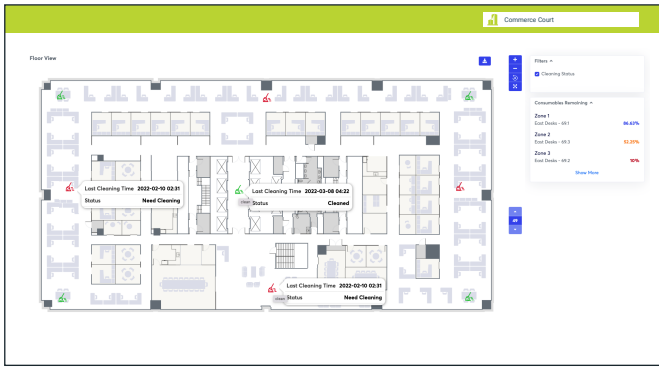 Commerce Court
Floor View
Filters
Cleaning Status
Consumables Remaining
Zone 1
East Desks - 69.1 86.63%
Zone 2
East Desks - 69.3 52.25%
Zone 3
East Desks - 69.2 10%
Show More
Last Cleaning Time 2022-02-10 02:31
Status Need Cleaning
Last Cleaning Time 2022-03-08 04:22
clean Status Cleaned
69
Last Cleaning Time 2022-02-10 02:31
clean Status Need Cleaning